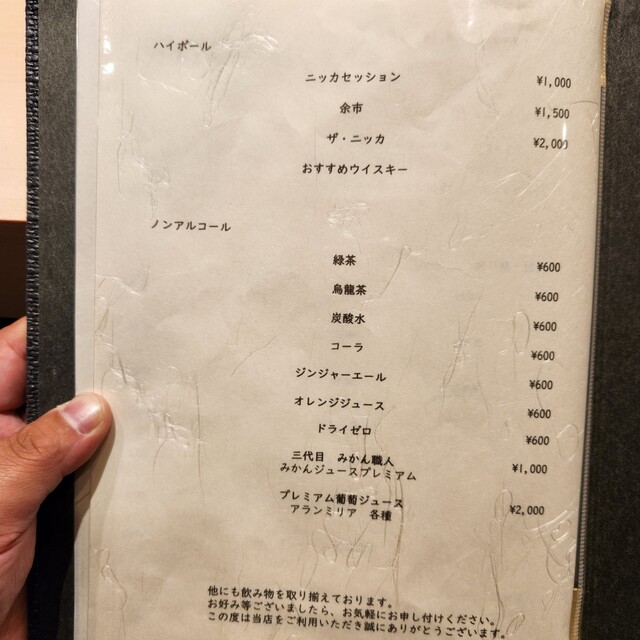 ハイボール
ニッカセッション ¥1,000
余市 ¥1,500
ザ・ニッカ ¥2,000
おすすめウイスキー
ノンアルコール
緑茶 ¥600
烏龍茶 ¥600
炭酸水 ¥600
コーラ ¥600
ジンジャーエール ¥600
オレンジジュース ¥600
ドライゼロ ¥600
三代目 みかん職人
みかんジュースプレミアム ¥1,000
プレミアム葡萄ジュース
アランミリア 各種 ¥2,000
他にも飲み物を取り揃えております。
お好み等ございましたら、お気軽にお申し付けください。
この度は当店をご利用いただき誠にありがとうございます。